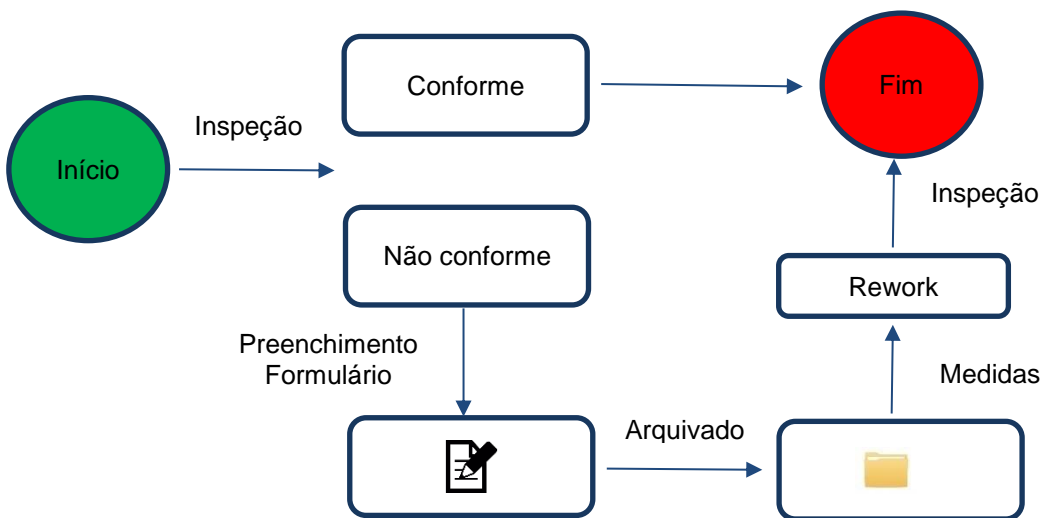 Conforme
Fim
Inspeção
Início
Inspeção
Não conforme
Rework
Preenchimento
Formulário
Medidas
Arquivado